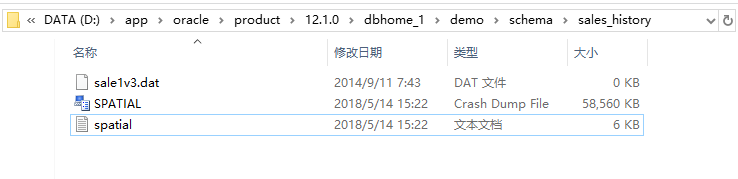 « DATA (D:) › app › oracle › product › 12.1.0 › dbhome_1 › demo › schema › sales_history
名称 修改日期 类型 大小
sale1v3.dat 2014/9/11 7:43 DAT 文件 0 KB
SPATIAL 2018/5/14 15:22 Crash Dump File 58,560 KB
spatial 2018/5/14 15:22 文本文档 6 KB